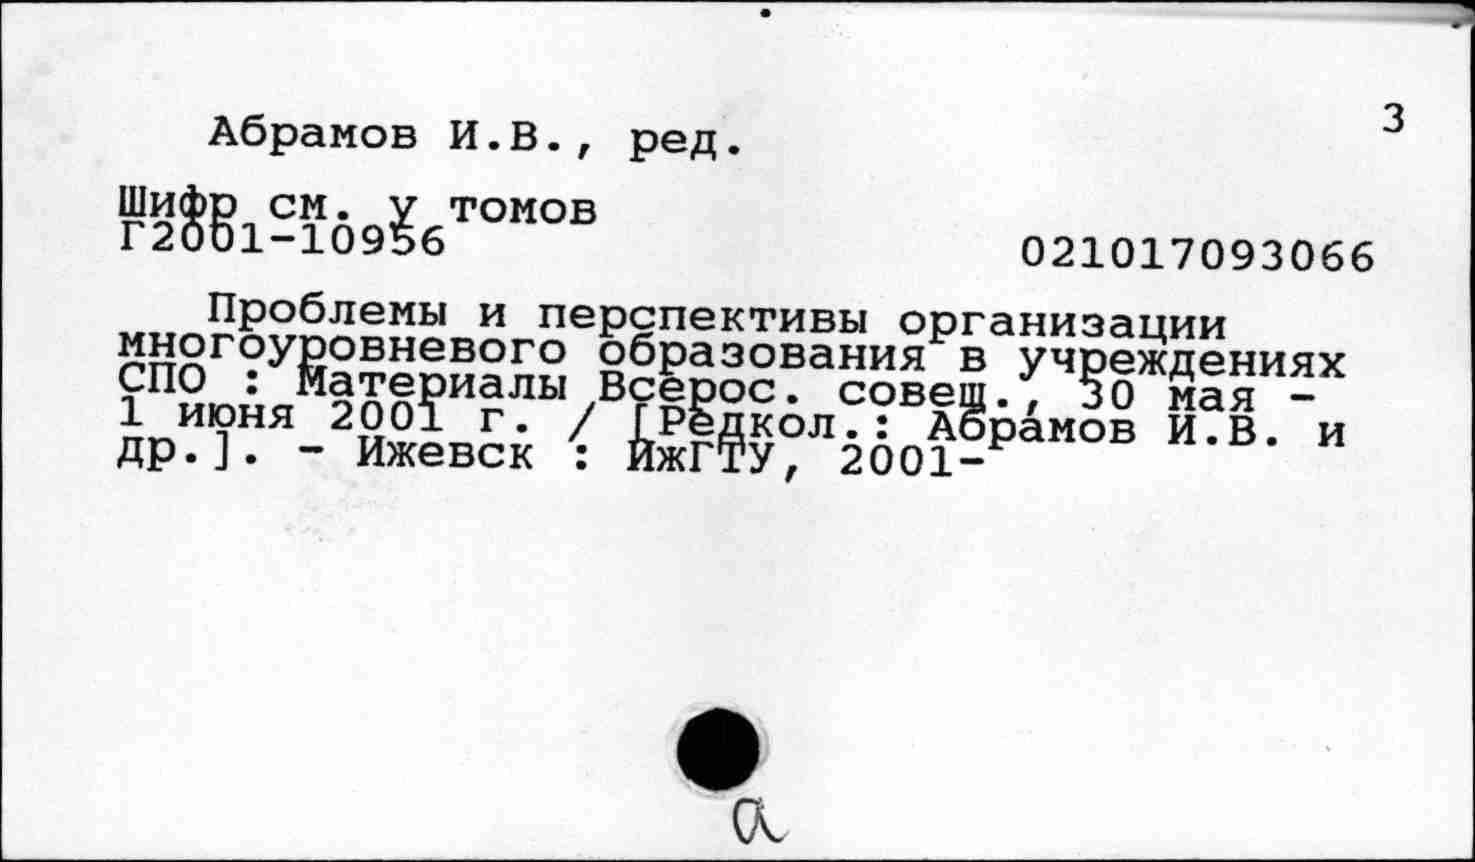 3
Абрамов И.В., ред.
Шифр см. у томов
Г2001-10956
021017093066
Проблемы и перспективы организации
многоуровневого образования в учреждениях
СПО : Материалы Всерос. совещ., 30 мая -
1 июня 2001 г. / [Редкол.: Абрамов И.В. и
др.]. - Ижевск : ИжГТУ, 2001-
а